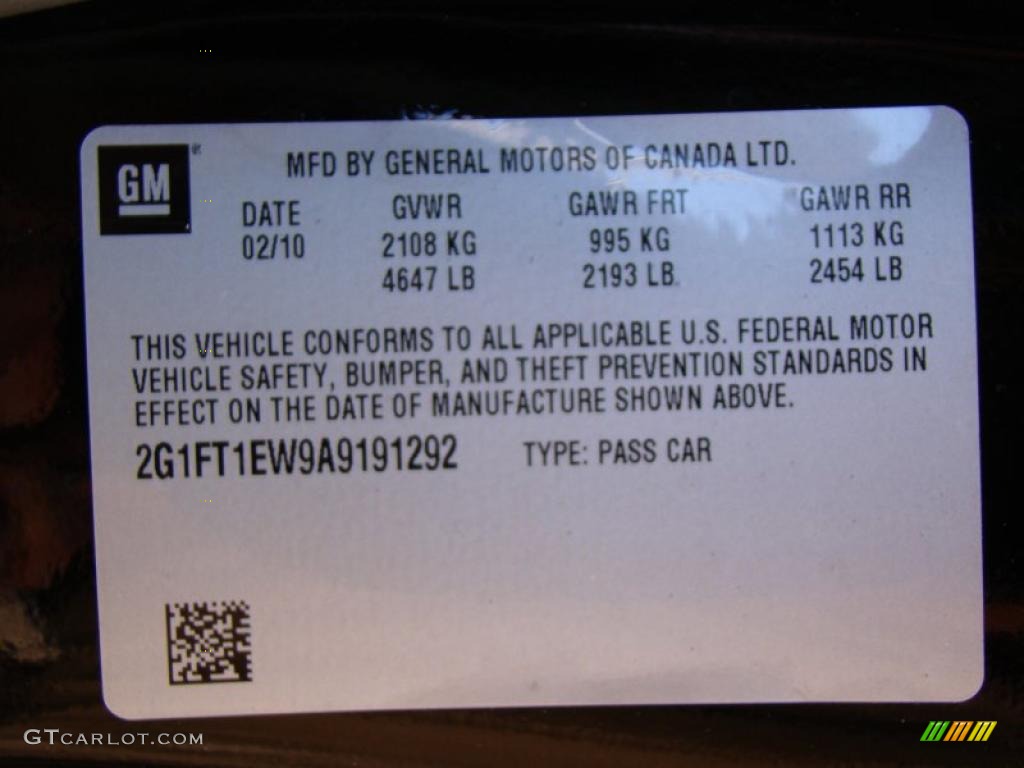 GM
MFD BY GENERAL MOTORS OF CANADA LTD.
DATE GVWR GAWR FRT GAWR RR
02/10 2108 KG 995 KG 1113 KG
4647 LB 2193 LB 2454 LB
THIS VEHICLE CONFORMS TO ALL APPLICABLE U.S. FEDERAL MOTOR
VEHICLE SAFETY, BUMPER, AND THEFT PREVENTION STANDARDS IN
EFFECT ON THE DATE OF MANUFACTURE SHOWN ABOVE.
2G1FT1EW9A9191292 TYPE: PASS CAR
GTCARLOT.COM